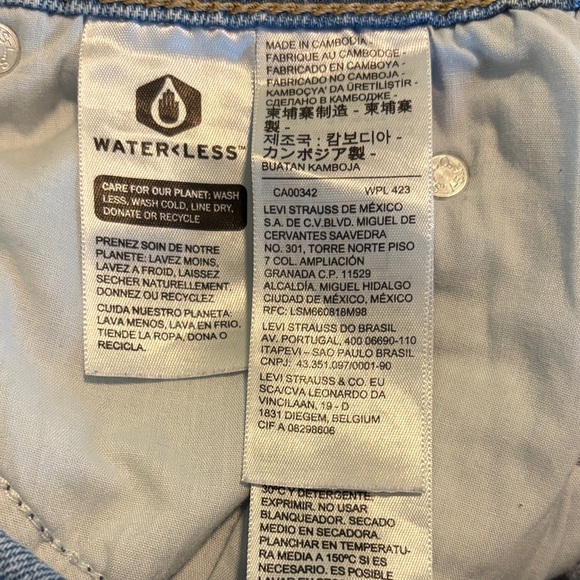 WATER<LESS™
CARE FOR OUR PLANET: WASH
LESS, WASH COLD, LINE DRY,
DONATE OR RECYCLE
PRENEZ SOIN DE NOTRE
PLANETE: LAVEZ MOINS,
LAVEZ A FROID, LAISSEZ
SECHER NATURELLEMENT,
DONNEZ OU RECYCLEZ
CUIDA NUESTRO PLANETA:
LAVA MENOS, LAVA EN FRIO,
TIENDE LA ROPA, DONA O
RECICLA.
MADE IN CAMBODIA -
FABRIQUE AU CAMBODGE -
FABRICADO EN CAMBOYA -
FABRICADO NO CAMBOJA -
KAMBOÇYA' DA ÜRETİLİŞTİR -
СДЕЛАНО В КАМБОДЖЕ -
柬埔寨制造 - 柬埔寨
製 -
제조국 : 캄보디아 -
カンボジア製 -
BUATAN KAMBOJA
CA00342 WPL 423
LEVI STRAUSS DE MÉXICO
S.A. DE C.V.BLVD. MIGUEL DE
CERVANTES SAAVEDRA
NO. 301, TORRE NORTE PISO
7 COL. AMPLIACIÓN
GRANADA C.P. 11529
ALCALDÍA. MIGUEL HIDALGO
CIUDAD DE MÉXICO, MÉXICO
RFC: LSM660818M98
LEVI STRAUSS DO BRASIL
AV. PORTUGAL, 400 06690-110
ITAPEVI – SAO PAULO BRASIL
CNPJ: 43.351.097/0001-90
LEVI STRAUSS & CO. EU
SCA/CVA LEONARDO DA
VINCILAAN, 19 - D
1831 DIEGEM, BELGIUM
CIF A 08298606
30ºC Y DETERGENTE.
EXPRIMIR. NO USAR
BLANQUEADOR. SECADO
MEDIO EN SECADORA.
PLANCHAR EN TEMPERATU-
RA MEDIA A 150ºC SI ES
NECESARIO. ES POSIBLE